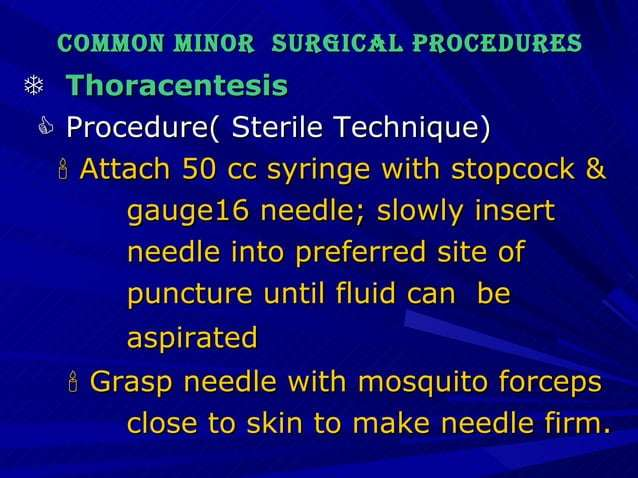 COMMON MINOR SURGICAL PROCEDURES
Thoracentesis
Procedure( Sterile Technique)
Attach 50 cc syringe with stopcock &
gauge16 needle; slowly insert
needle into preferred site of
puncture until fluid can be
aspirated
Grasp needle with mosquito forceps
close to skin to make needle firm.